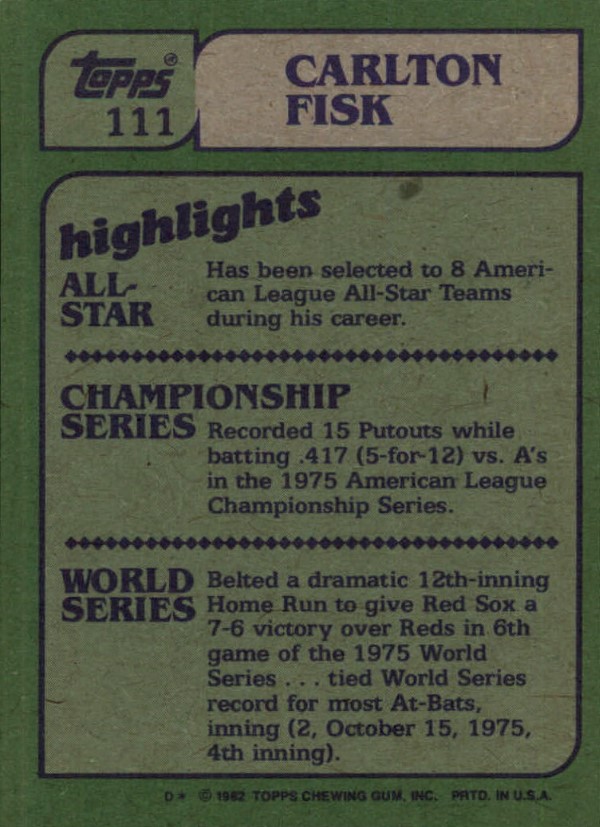 Topps®
111
CARLTON
FISK
highlights
ALL-
STAR
Has been selected to 8 Ameri-
can League All-Star Teams
during his career.
CHAMPIONSHIP
SERIES
Recorded 15 Putouts while
batting .417 (5-for-12) vs. A's
in the 1975 American League
Championship Series.
WORLD
SERIES
Belted a dramatic 12th-inning
Home Run to give Red Sox a
7-6 victory over Reds in 6th
game of the 1975 World
Series . . . tied World Series
record for most At-Bats,
inning (2, October 15, 1975,
4th inning).
D* © 1982 TOPPS CHEWING GUM, INC. PRTD. IN U.S.A.